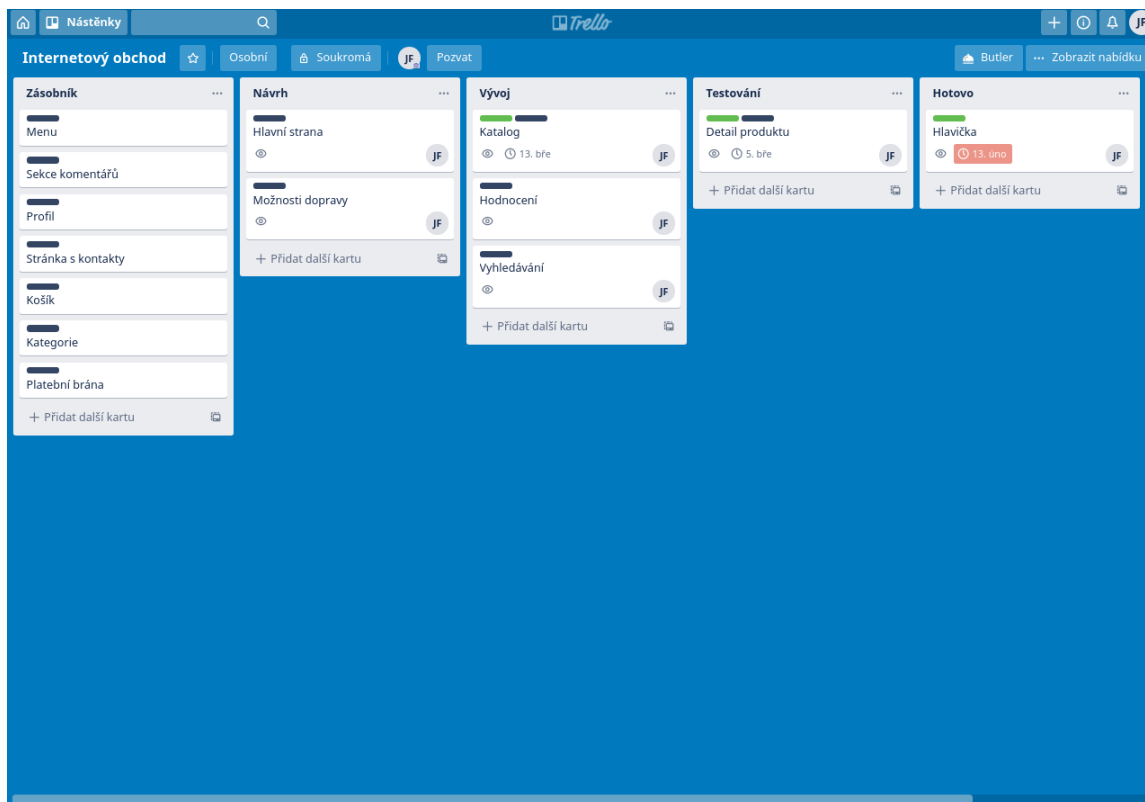 Nástěnky
Trello
JF
Internetový obchod
Osobní
Soukromá
JF
Pozvat
Butler
Zobrazit nabídku
Zásobník
Menu
Sekce komentářů
Profil
Stránka s kontakty
Košík
Kategorie
Platební brána
Přidat další kartu
Návrh
Hlavní strana
JF
Možnosti dopravy
JF
Přidat další kartu
Vývoj
Katalog
13. bře
JF
Hodnocení
JF
Vyhledávání
JF
Přidat další kartu
Testování
Detail produktu
5. bře
JF
Přidat další kartu
Hotovo
Hlavička
13. úno
JF
Přidat další kartu